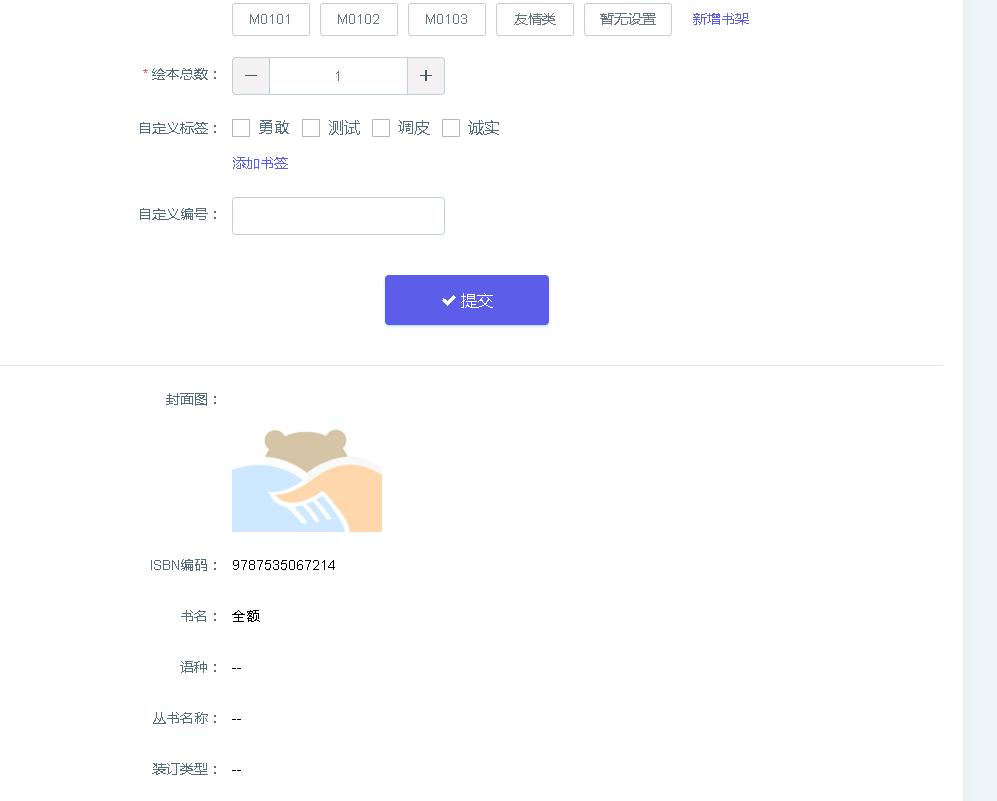 M0101 M0102 M0103 友情类 暂无设置 新增书架
*绘本总数： 1
自定义标签： 勇敢 测试 调皮 诚实
添加书签
自定义编号：
提交
封面图：
ISBN编码： 9787535067214
书名： 全额
语种： --
丛书名称： --
装订类型： --